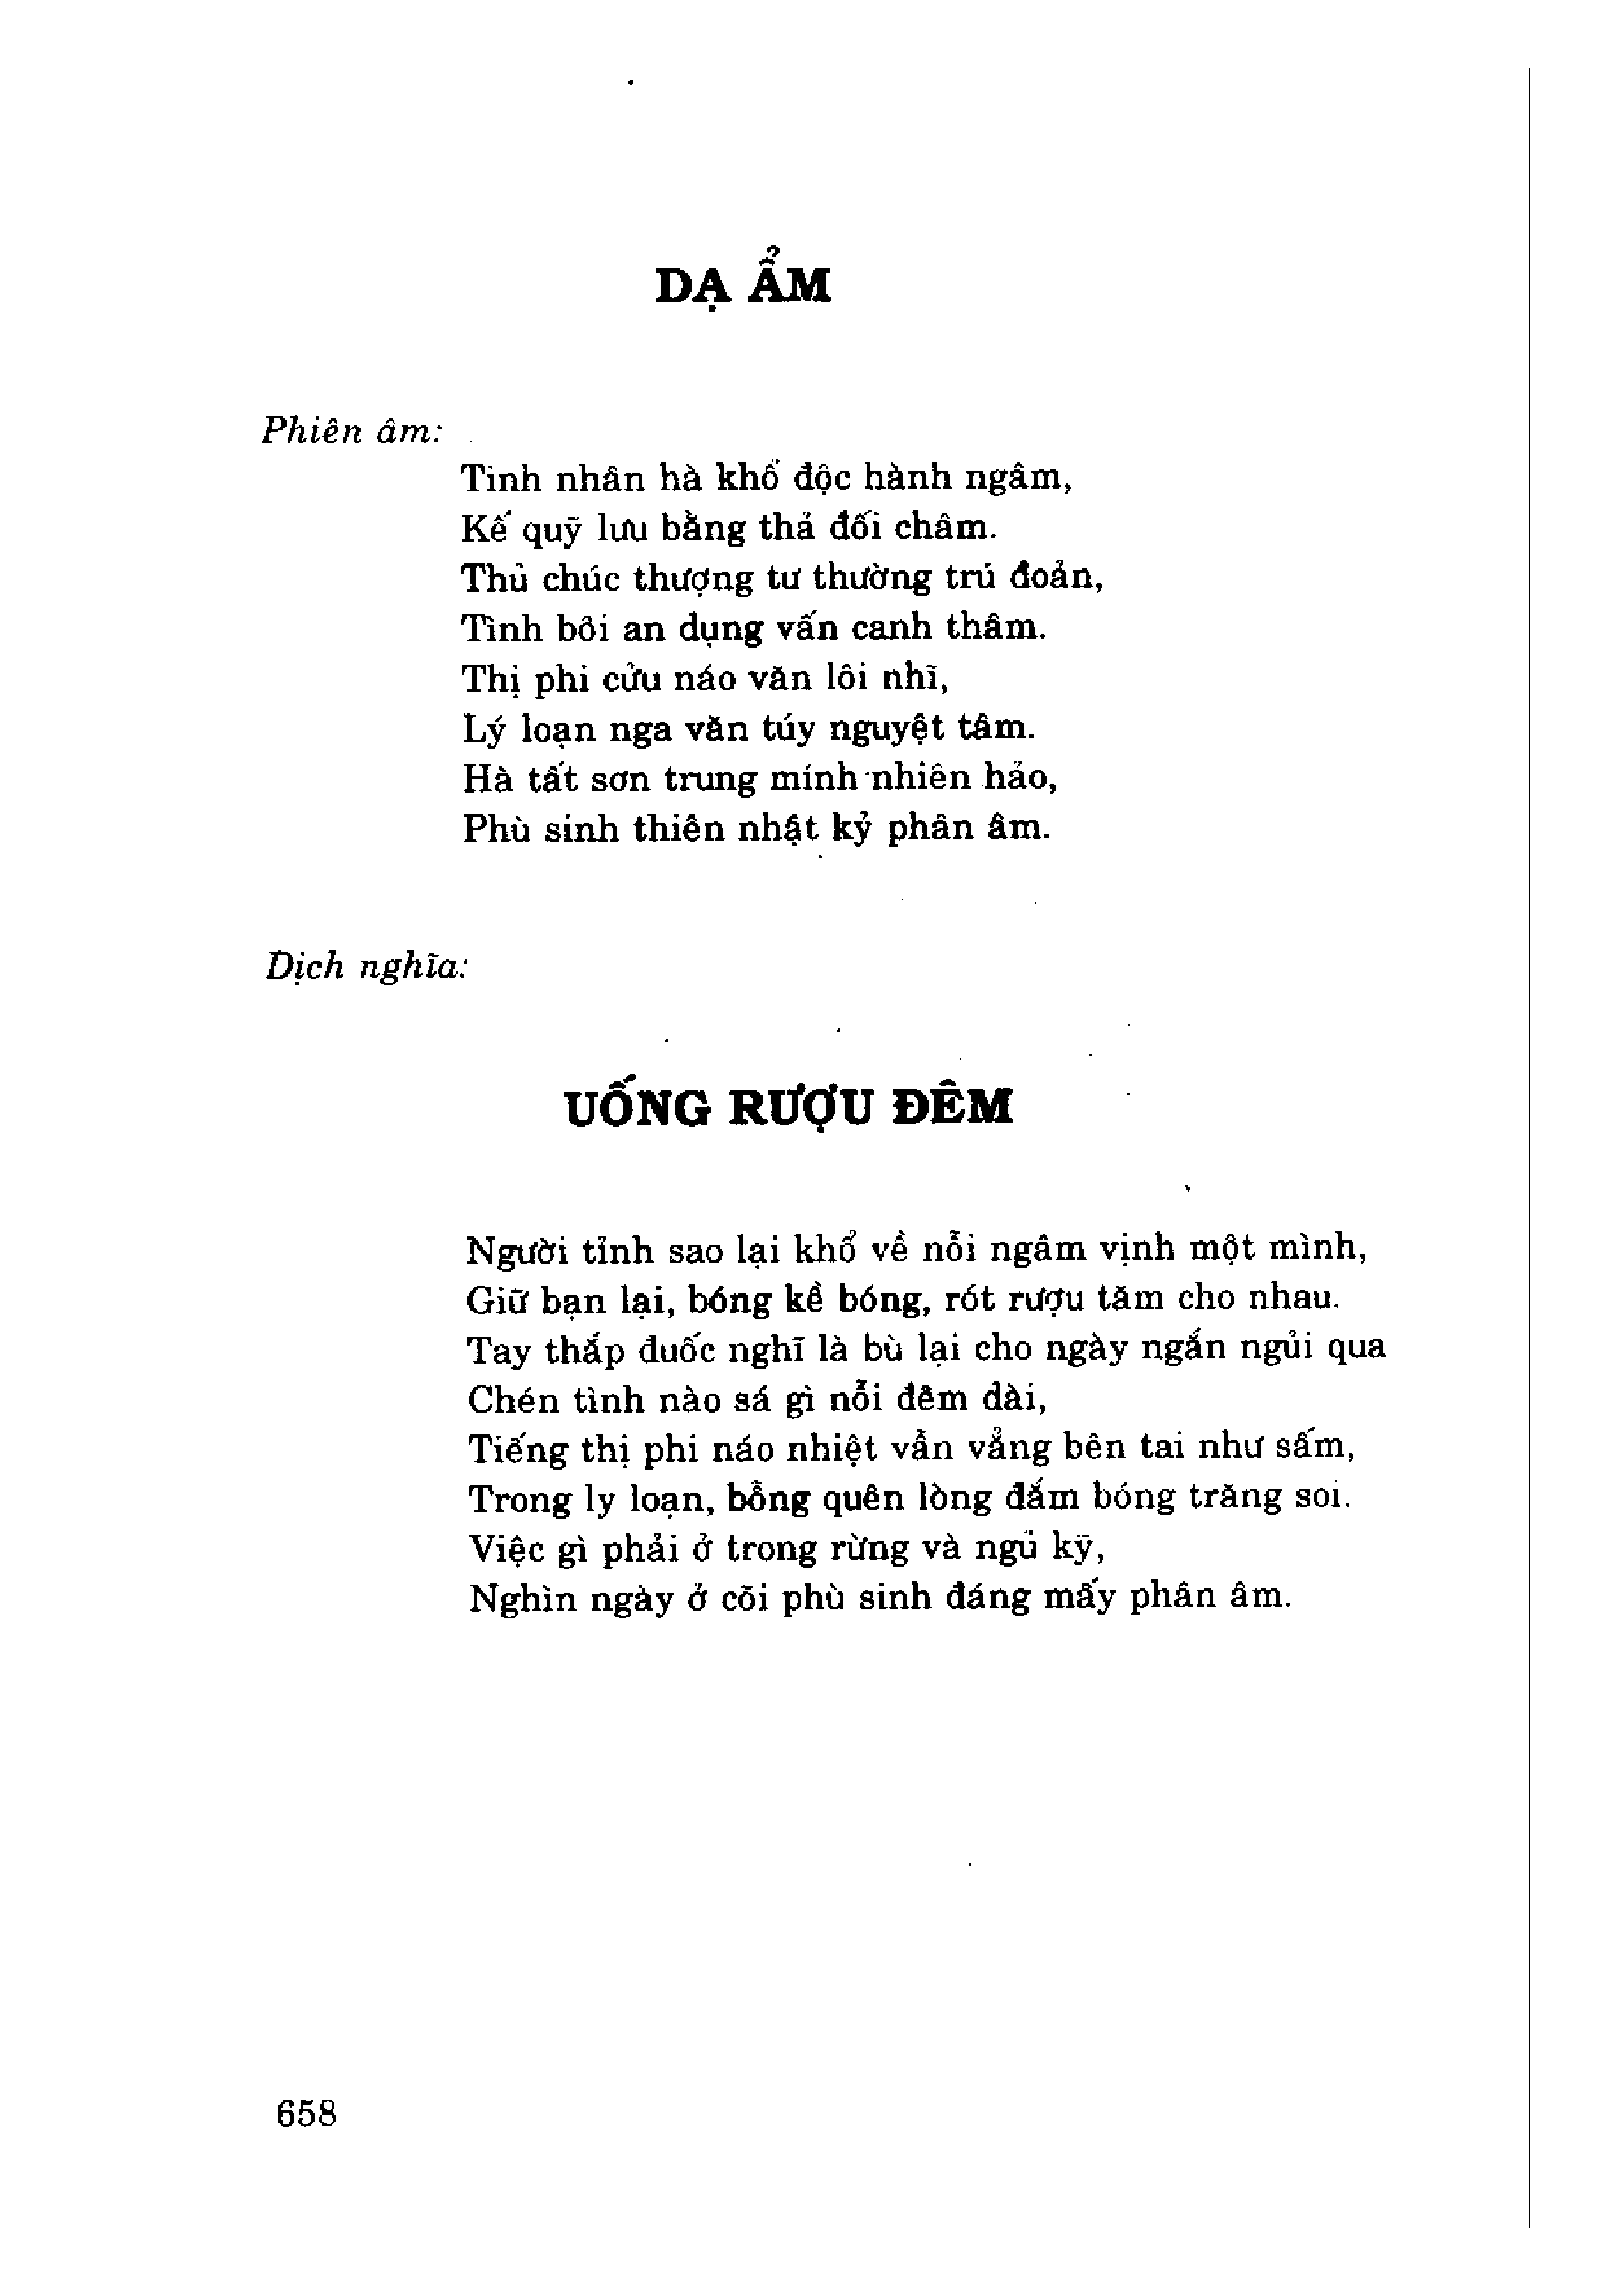 DẠ ẨM
Phiên âm:
Tinh nhân hà khổ độc hành ngâm,
Kế quỹ lưu bằng thả đối châm.
Thủ chúc thượng tư thường trú đoản,
Tình bôi an dụng vấn canh thâm.
Thị phi cửu náo văn lôi nhĩ,
Lý loạn nga văn túy nguyệt tâm.
Hà tất sơn trung mính nhiên hảo,
Phù sinh thiên nhật kỷ phân âm.
Dịch nghĩa:
UỐNG RƯỢU ĐÊM
Người tỉnh sao lại khổ về nỗi ngâm vịnh một mình,
Giữ bạn lại, bóng kề bóng, rót rượu tăm cho nhau.
Tay thắp đuốc nghĩ là bù lại cho ngày ngắn ngủi qua
Chén tình nào sá gì nỗi đêm dài,
Tiếng thị phi náo nhiệt vẫn vẳng bên tai như sấm,
Trong ly loạn, bỗng quên lòng đắm bóng trăng soi.
Việc gì phải ở trong rừng và ngủ kỹ,
Nghìn ngày ở cõi phù sinh đáng mấy phân âm.
658